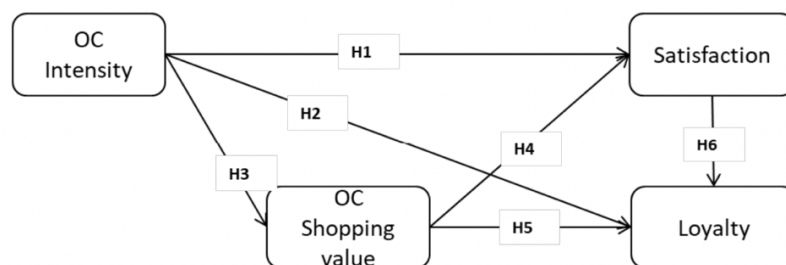 OC
Intensity
H1
Satisfaction
H2
H4
H6
H3
OC
Shopping
value
H5
Loyalty